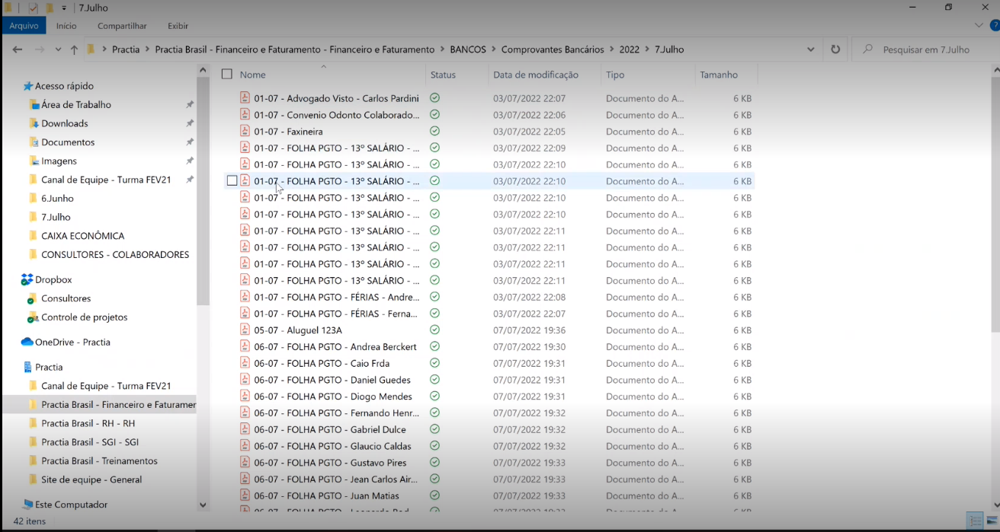 7.Julho
Arquivo Início Compartilhar Exibir
Practia > Practia Brasil - Financeiro e Faturamento - Financeiro e Faturamento > BANCOS > Comprovantes Bancários > 2022 > 7.Julho
Pesquisar em 7.Julho
Acesso rápido
Área de Trabalho
Downloads
Documentos
Imagens
Canal de Equipe - Turma FEV21
6.Junho
7.Julho
CAIXA ECONÔMICA
CONSULTORES - COLABORADORES
Dropbox
Consultores
Controle de projetos
OneDrive - Practia
Practia
Canal de Equipe - Turma FEV21
Practia Brasil - Financeiro e Faturamer
Practia Brasil - RH - RH
Practia Brasil - SGI - SGI
Practia Brasil - Treinamentos
Site de equipe - General
Este Computador
Nome Status Data de modificação Tipo Tamanho
01-07 - Advogado Visto - Carlos Pardini 03/07/2022 22:07 Documento do A... 6 KB
01-07 - Convenio Odonto Colaborado... 03/07/2022 22:06 Documento do A... 6 KB
01-07 - Faxineira 03/07/2022 22:05 Documento do A... 6 KB
01-07 - FOLHA PGTO - 13º SALÁRIO - ... 03/07/2022 22:09 Documento do A... 6 KB
01-07 - FOLHA PGTO - 13º SALÁRIO - ... 03/07/2022 22:10 Documento do A... 6 KB
01-07 - FOLHA PGTO - 13º SALÁRIO - ... 03/07/2022 22:10 Documento do A... 6 KB
01-07 - FOLHA PGTO - 13º SALÁRIO - ... 03/07/2022 22:10 Documento do A... 6 KB
01-07 - FOLHA PGTO - 13º SALÁRIO - ... 03/07/2022 22:10 Documento do A... 6 KB
01-07 - FOLHA PGTO - 13º SALÁRIO - ... 03/07/2022 22:11 Documento do A... 6 KB
01-07 - FOLHA PGTO - 13º SALÁRIO - ... 03/07/2022 22:11 Documento do A... 6 KB
01-07 - FOLHA PGTO - 13º SALÁRIO - ... 03/07/2022 22:11 Documento do A... 6 KB
01-07 - FOLHA PGTO - 13º SALÁRIO - ... 03/07/2022 22:11 Documento do A... 6 KB
01-07 - FOLHA PGTO - FÉRIAS - Andre... 03/07/2022 22:08 Documento do A... 6 KB
01-07 - FOLHA PGTO - FÉRIAS - Ferna... 03/07/2022 22:07 Documento do A... 6 KB
05-07 - Aluguel 123A 07/07/2022 19:36 Documento do A... 6 KB
06-07 - FOLHA PGTO - Andrea Berckert 07/07/2022 19:30 Documento do A... 6 KB
06-07 - FOLHA PGTO - Caio Frda 07/07/2022 19:31 Documento do A... 6 KB
06-07 - FOLHA PGTO - Daniel Guedes 07/07/2022 19:31 Documento do A... 6 KB
06-07 - FOLHA PGTO - Diogo Mendes 07/07/2022 19:31 Documento do A... 6 KB
06-07 - FOLHA PGTO - Fernando Henr... 07/07/2022 19:32 Documento do A... 6 KB
06-07 - FOLHA PGTO - Gabriel Dulce 07/07/2022 19:32 Documento do A... 6 KB
06-07 - FOLHA PGTO - Glaucio Caldas 07/07/2022 19:32 Documento do A... 6 KB
06-07 - FOLHA PGTO - Gustavo Pires 07/07/2022 19:33 Documento do A... 6 KB
06-07 - FOLHA PGTO - Jean Carlos Air... 07/07/2022 19:33 Documento do A... 6 KB
06-07 - FOLHA PGTO - Juan Matias 07/07/2022 19:33 Documento do A... 6 KB
42 itens